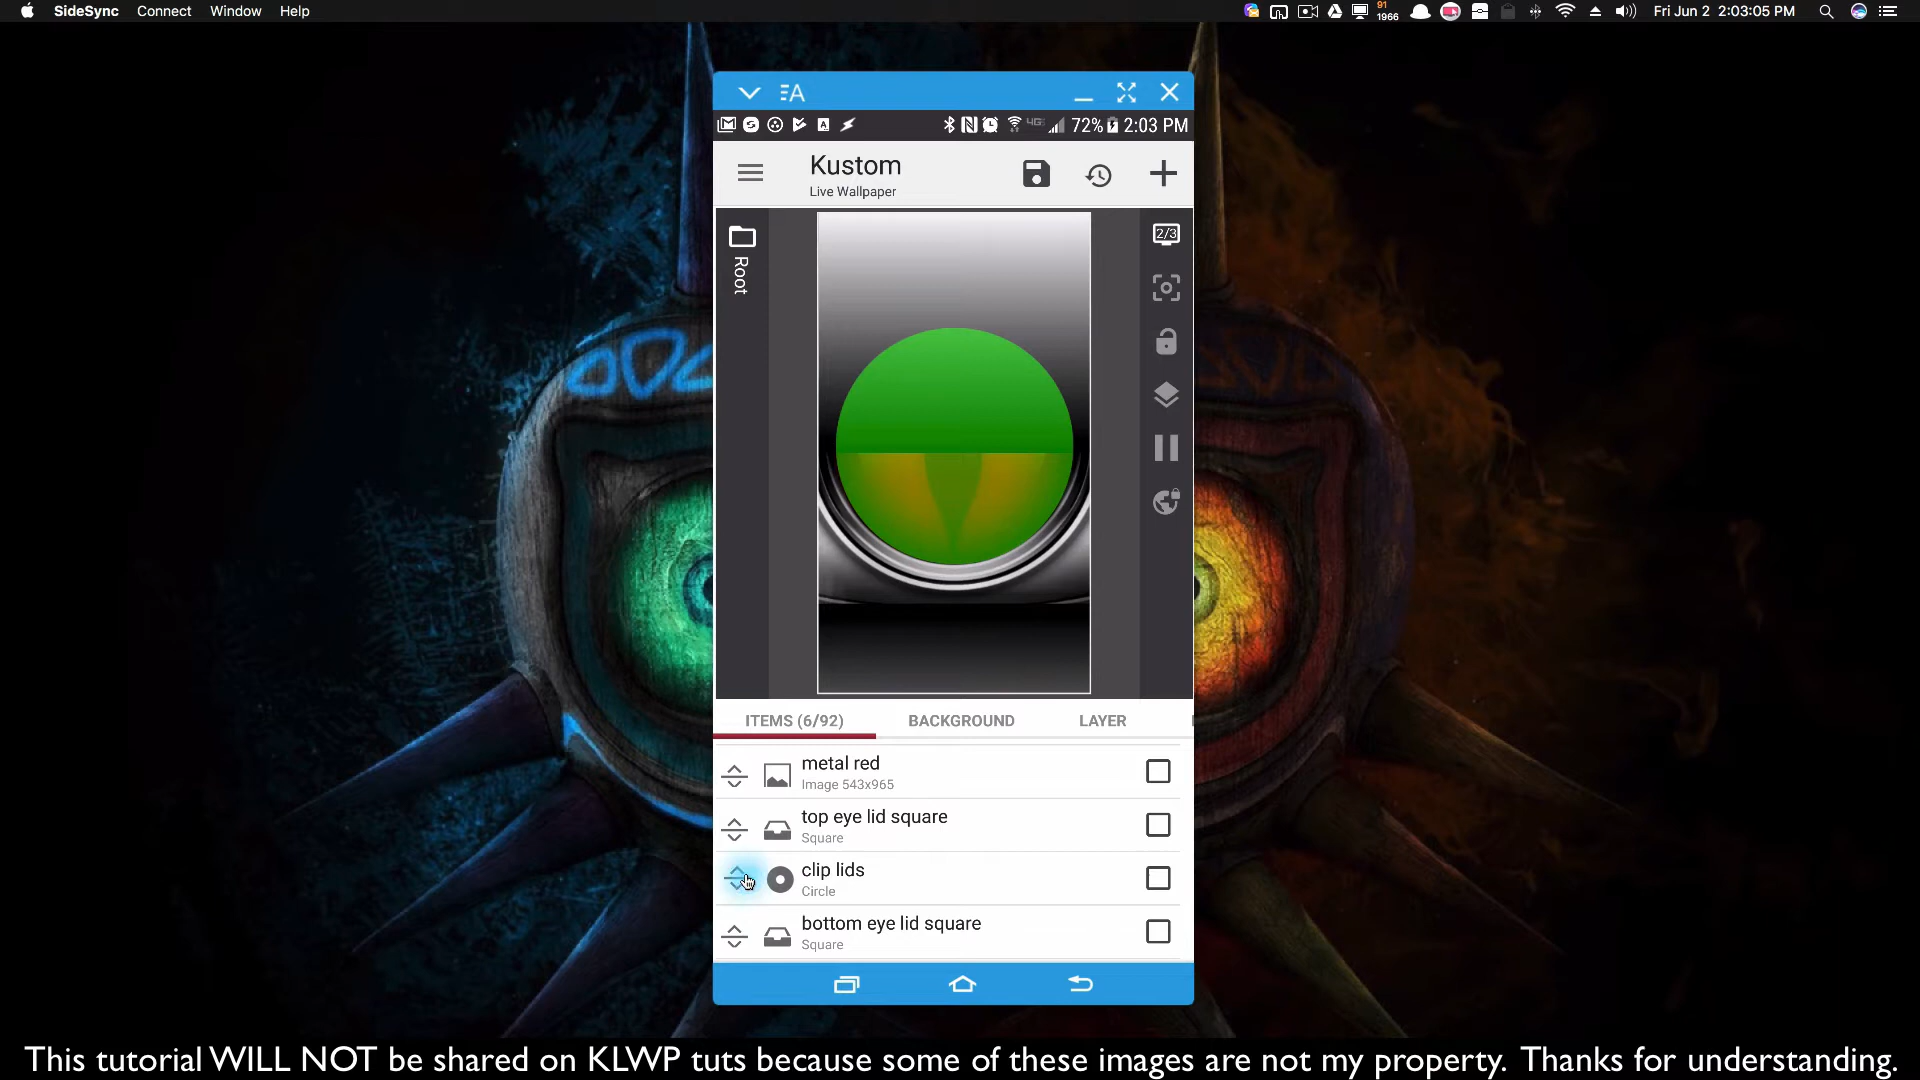 SideSync Connect Window Help
91
1966
Fri Jun 2 2:03:05 PM
A
4G 72% 2:03 PM
Kustom
Live Wallpaper
Root
2/3
ITEMS (6/92) BACKGROUND LAYER
metal red
Image 543x965
top eye lid square
Square
clip lids
Circle
bottom eye lid square
Square
This tutorial WILL NOT be shared on KLWP tuts because some of these images are not my property. Thanks for understanding.